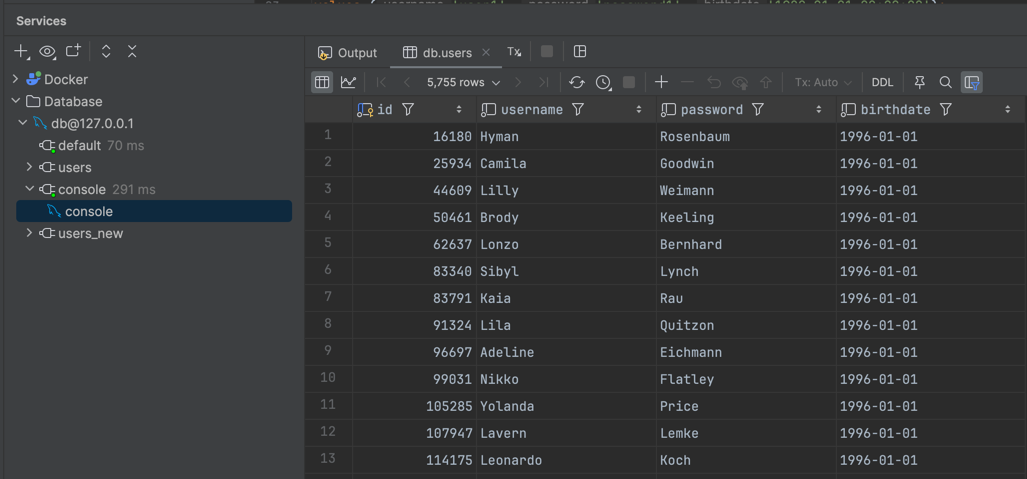 Services
Output
db.users
Tx
Docker
5,755 rows
Tx: Auto
DDL
Database
id
username
password
birthdate
db@127.0.0.1
1 16180 Hyman Rosenbaum 1996-01-01
default 70 ms
2 25934 Camila Goodwin 1996-01-01
users
3 44609 Lilly Weimann 1996-01-01
console 291 ms
4 50461 Brody Keeling 1996-01-01
console
5 62637 Lonzo Bernhard 1996-01-01
users_new
6 83340 Sibyl Lynch 1996-01-01
7 83791 Kaia Rau 1996-01-01
8 91324 Lila Quitzon 1996-01-01
9 96697 Adeline Eichmann 1996-01-01
10 99031 Nikko Flatley 1996-01-01
11 105285 Yolanda Price 1996-01-01
12 107947 Lavern Lemke 1996-01-01
13 114175 Leonardo Koch 1996-01-01